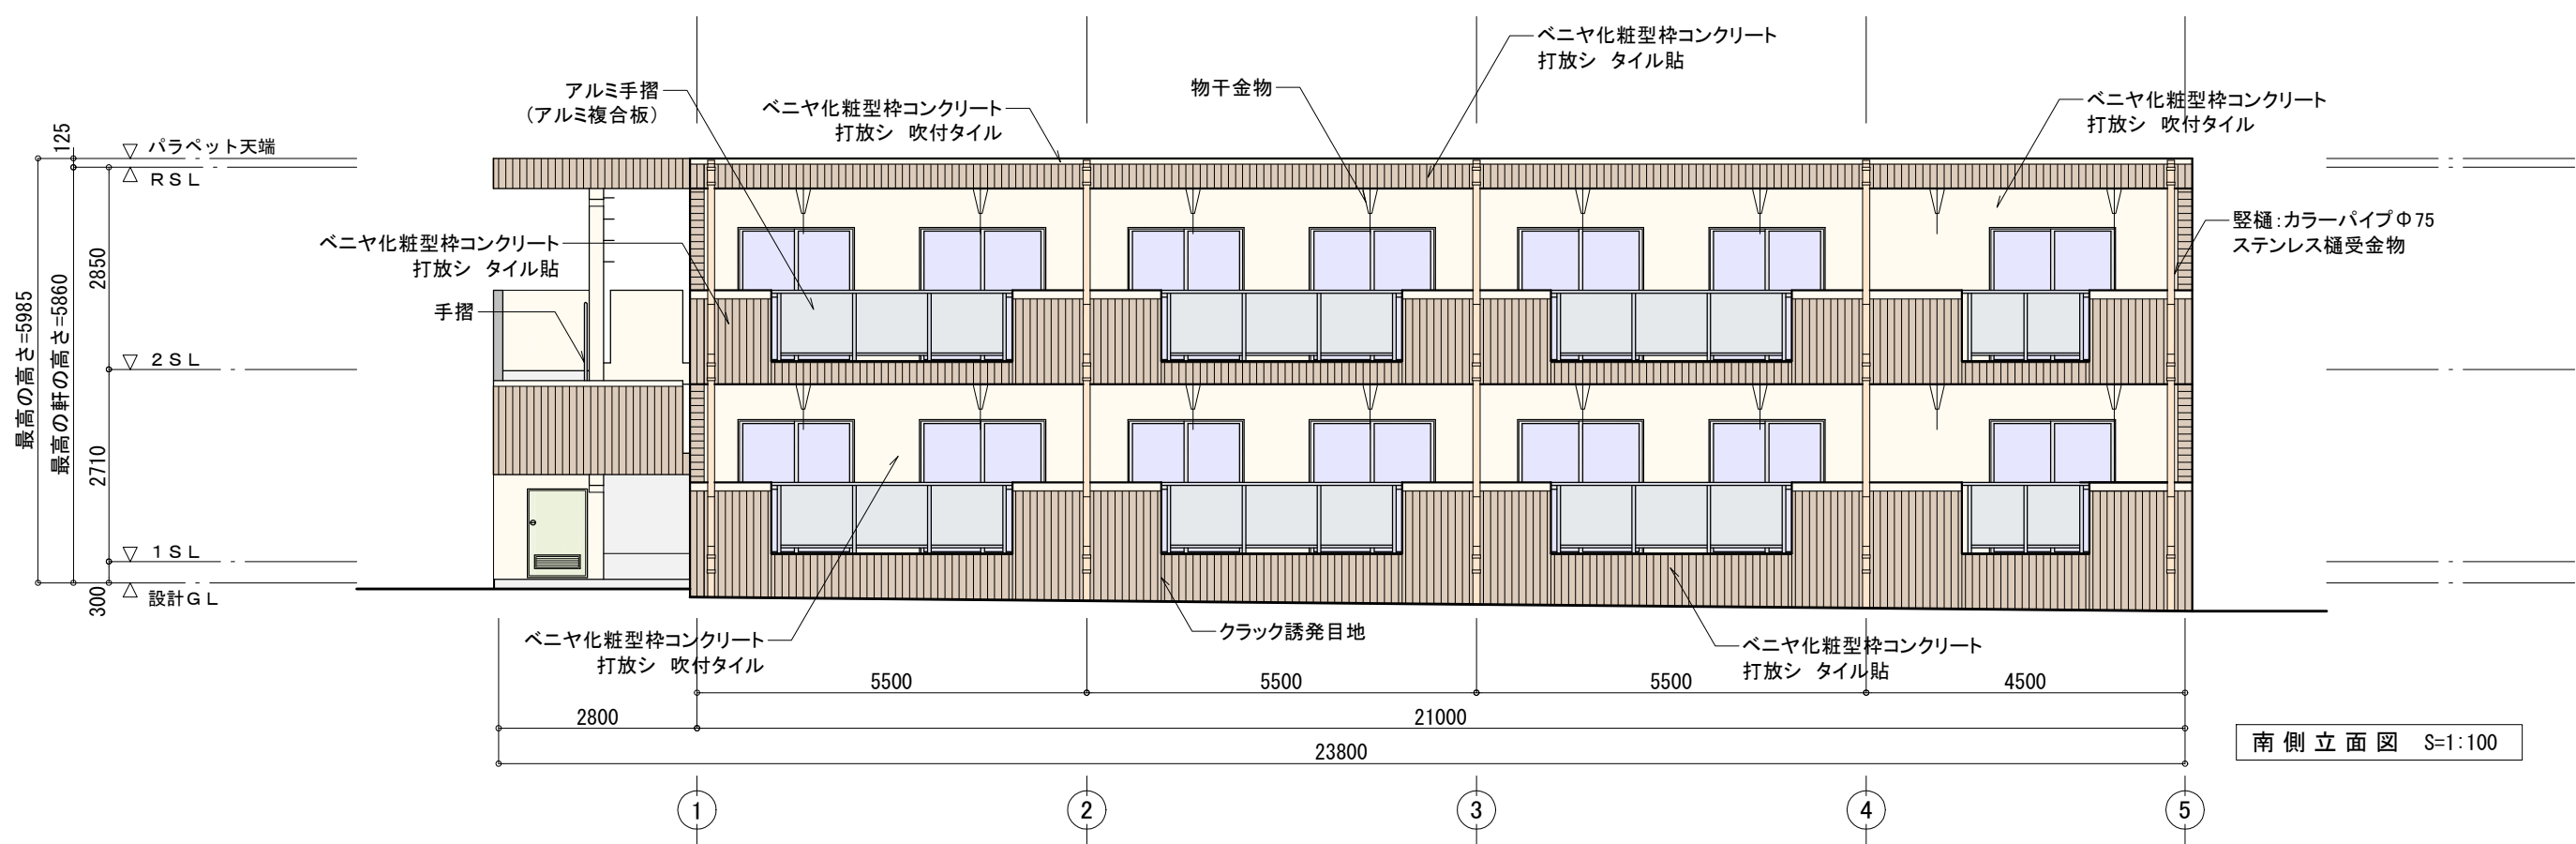 ベニヤ化粧型枠コンクリート
打放シ タイル貼
アルミ手摺
(アルミ複合板)
ベニヤ化粧型枠コンクリート
打放シ 吹付タイル
物干金物
ベニヤ化粧型枠コンクリート
打放シ 吹付タイル
125
パラペット天端
RSL
ベニヤ化粧型枠コンクリート
打放シ タイル貼
竪樋:カラーパイプΦ75
ステンレス樋受金物
手摺
2850
最高の高さ=5985
最高の軒の高さ=5860
2SL
2710
1SL
300
設計GL
ベニヤ化粧型枠コンクリート
打放シ 吹付タイル
クラック誘発目地
ベニヤ化粧型枠コンクリート
打放シ タイル貼
5500
5500
5500
4500
2800
21000
23800
南側立面図 S=1:100
1
2
3
4
5